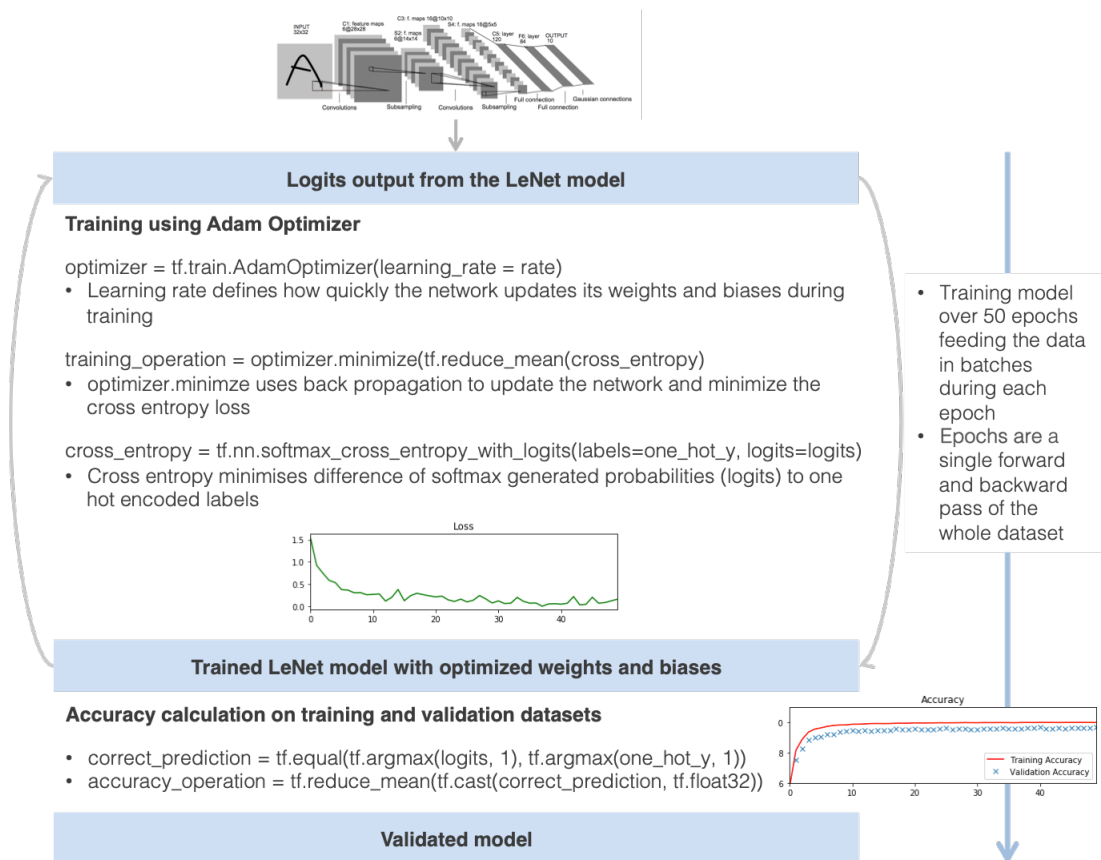 INPUT
32x32
C1: feature maps
6@28x28
S2: f. maps
6@14x14
C3: f. maps 16@10x10
S4: f. maps 16@5x5
C5: layer
120
F6: layer
84
OUTPUT
10
Convolutions
Subsampling
Convolutions
Subsampling
Full connection
Full connection
Gaussian connections
Logits output from the LeNet model
Training using Adam Optimizer
optimizer = tf.train.AdamOptimizer(learning_rate = rate)
• Learning rate defines how quickly the network updates its weights and biases during
training
training_operation = optimizer.minimize(tf.reduce_mean(cross_entropy)
• optimizer.minimze uses back propagation to update the network and minimize the
cross entropy loss
cross_entropy = tf.nn.softmax_cross_entropy_with_logits(labels=one_hot_y, logits=logits)
• Cross entropy minimises difference of softmax generated probabilities (logits) to one
hot encoded labels
Loss
1.5
1.0
0.5
0.0
0 10 20 30 40
• Training model
over 50 epochs
feeding the data
in batches
during each
epoch
• Epochs are a
single forward
and backward
pass of the
whole dataset
Trained LeNet model with optimized weights and biases
Accuracy calculation on training and validation datasets
• correct_prediction = tf.equal(tf.argmax(logits, 1), tf.argmax(one_hot_y, 1))
• accuracy_operation = tf.reduce_mean(tf.cast(correct_prediction, tf.float32))
Accuracy
0
8
6
0 10 20 30 40
Training Accuracy
Validation Accuracy
Validated model